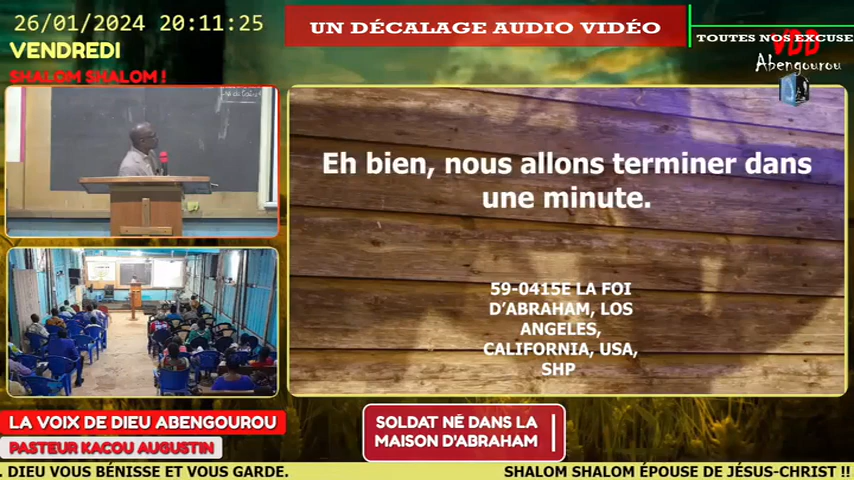 26/01/2024 20:11:25
VENDREDI
SHALOM SHALOM !
UN DÉCALAGE AUDIO VIDÉO
TOUTES NOS EXCUSE
VDD
Abengourou
Eh bien, nous allons terminer dans
une minute.
59-0415E LA FOI
D'ABRAHAM, LOS
ANGELES,
CALIFORNIA, USA,
SHP
LA VOIX DE DIEU ABENGOUROU
PASTEUR KACOU AUGUSTIN
SOLDAT NÉ DANS LA
MAISON D'ABRAHAM
. DIEU VOUS BÉNISSE ET VOUS GARDE.
SHALOM SHALOM ÉPOUSE DE JÉSUS-CHRIST !!